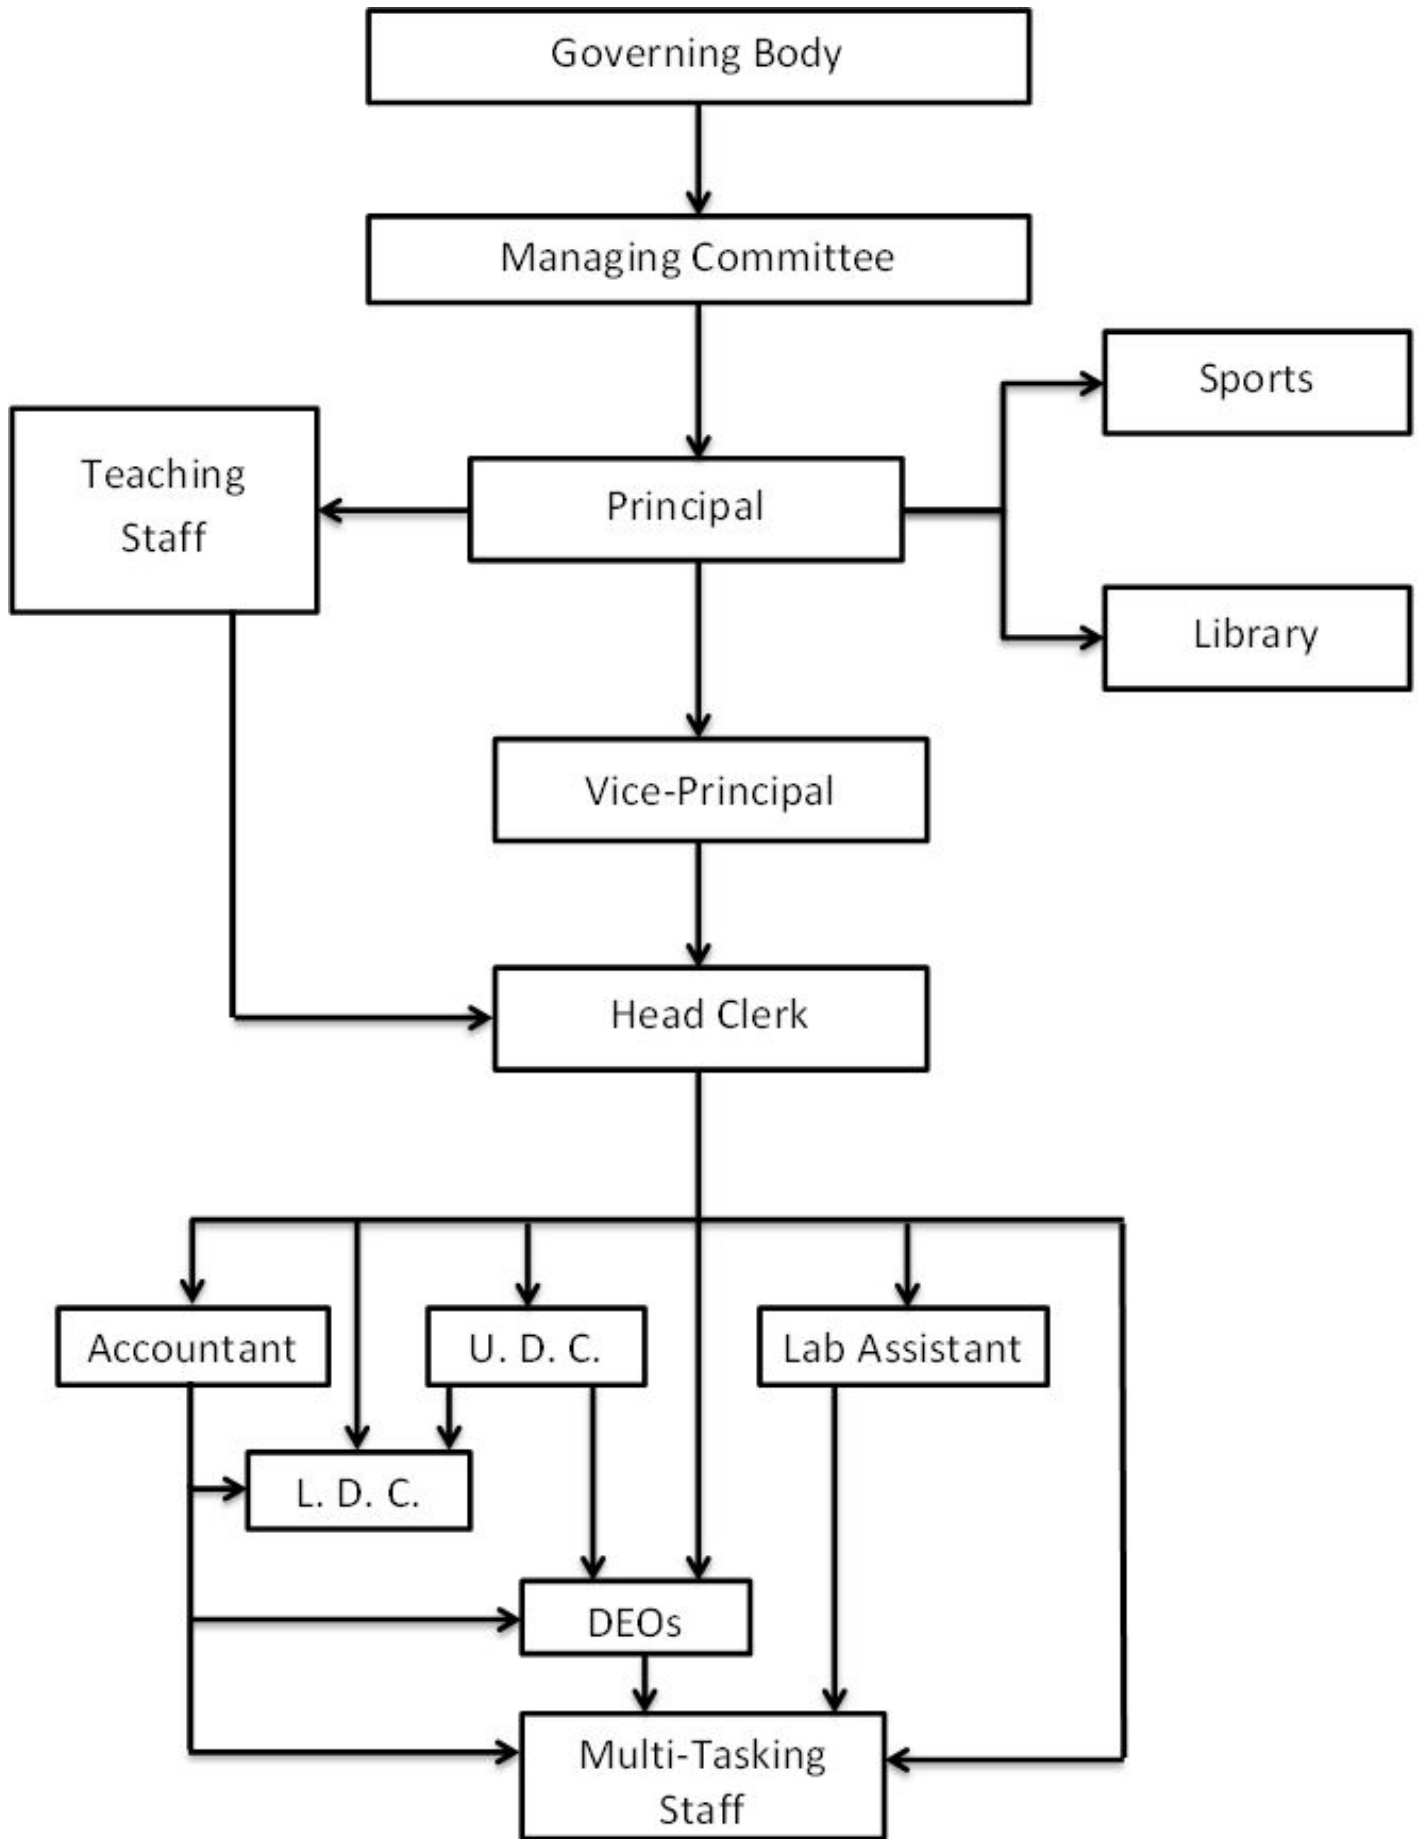 Governing Body
Managing Committee
Sports
Teaching
Staff
Principal
Library
Vice-Principal
Head Clerk
Accountant
U. D. C.
Lab Assistant
L. D. C.
DEOs
Multi-Tasking
Staff